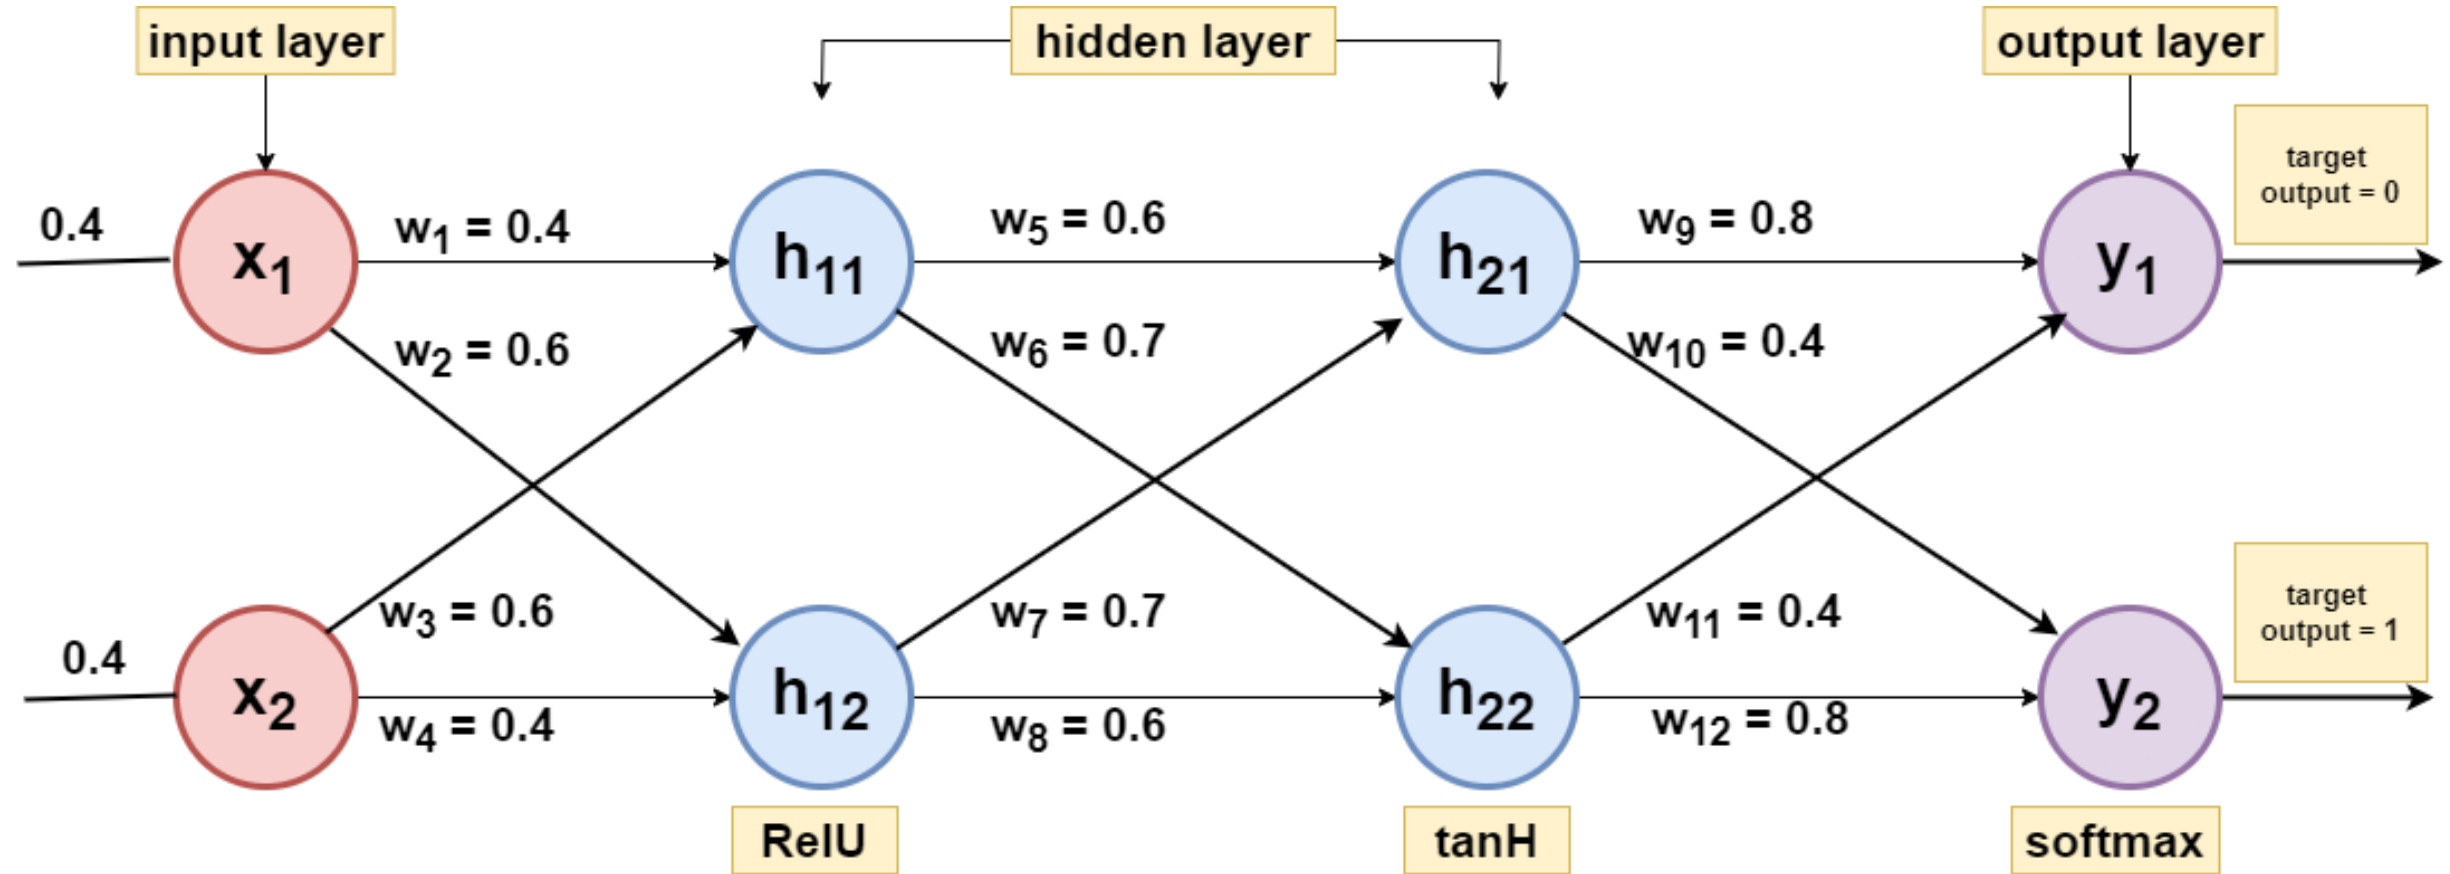 input layer
hidden layer
output layer
target
output = 0
0.4
x₁
w₁ = 0.4
h₁₁
w₅ = 0.6
h₂₁
w₉ = 0.8
y₁
w₂ = 0.6
w₆ = 0.7
w₁₀ = 0.4
target
output = 1
0.4
x₂
w₃ = 0.6
w₄ = 0.4
h₁₂
w₇ = 0.7
w₈ = 0.6
h₂₂
w₁₁ = 0.4
w₁₂ = 0.8
y₂
RelU
tanH
softmax